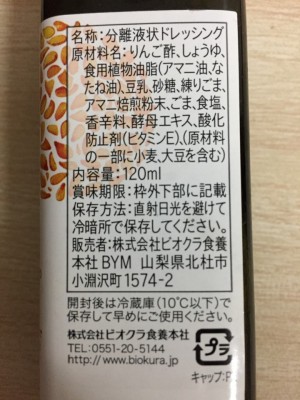 名称：分離液状ドレッシング
原材料名：りんご酢、しょうゆ、
食用植物油脂(アマニ油、な
たね油)、豆乳、砂糖、練りごま、
アマニ焙煎粉末、ごま、食塩、
香辛料、酵母エキス、酸化
防止剤(ビタミンE)、(原材料
の一部に小麦、大豆を含む)
内容量：120ml
賞味期限：枠外下部に記載
保存方法：直射日光を避けて
冷暗所で保存してください。
販売者：株式会社ビオクラ食養
本社BYM 山梨県北杜市
小淵沢町1574-2
開封後は冷蔵庫(10℃以下)で
保存して早めにご使用ください。
株式会社ビオクラ食養本社
TEL: 0551-20-5144
http://www.biokura.jp/
プラ
キャップ:P